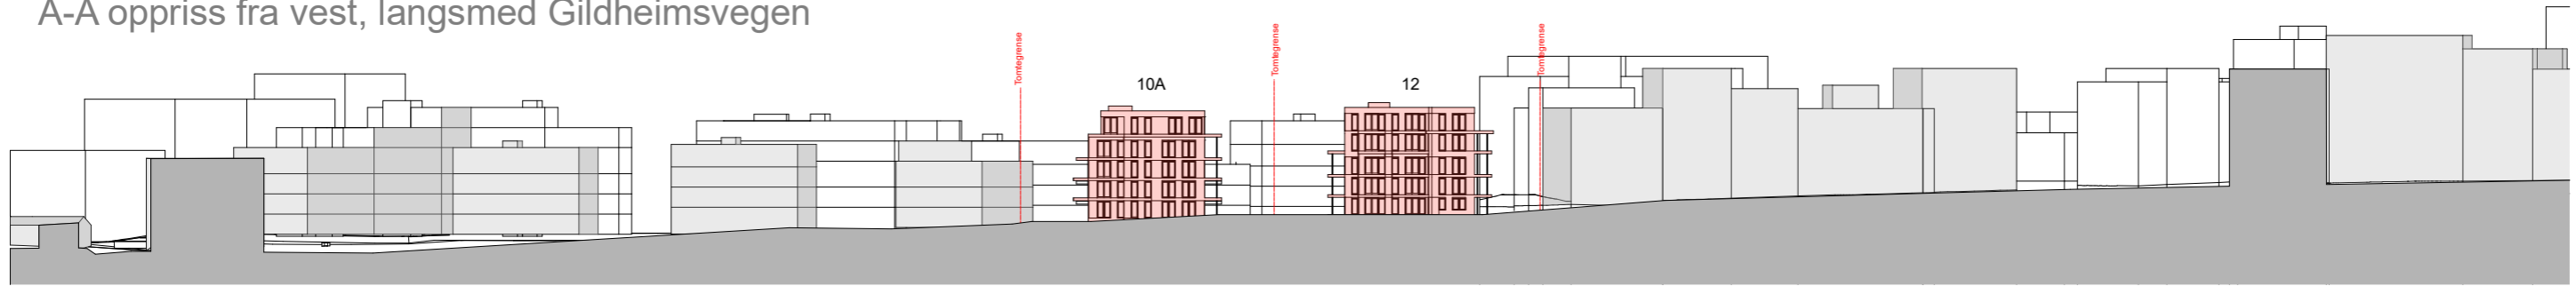 A-A oppriss fra vest, langsmed Gildheimsvegen
Tomtegrense
Tomtegrense
Tomtegrense
10A
12